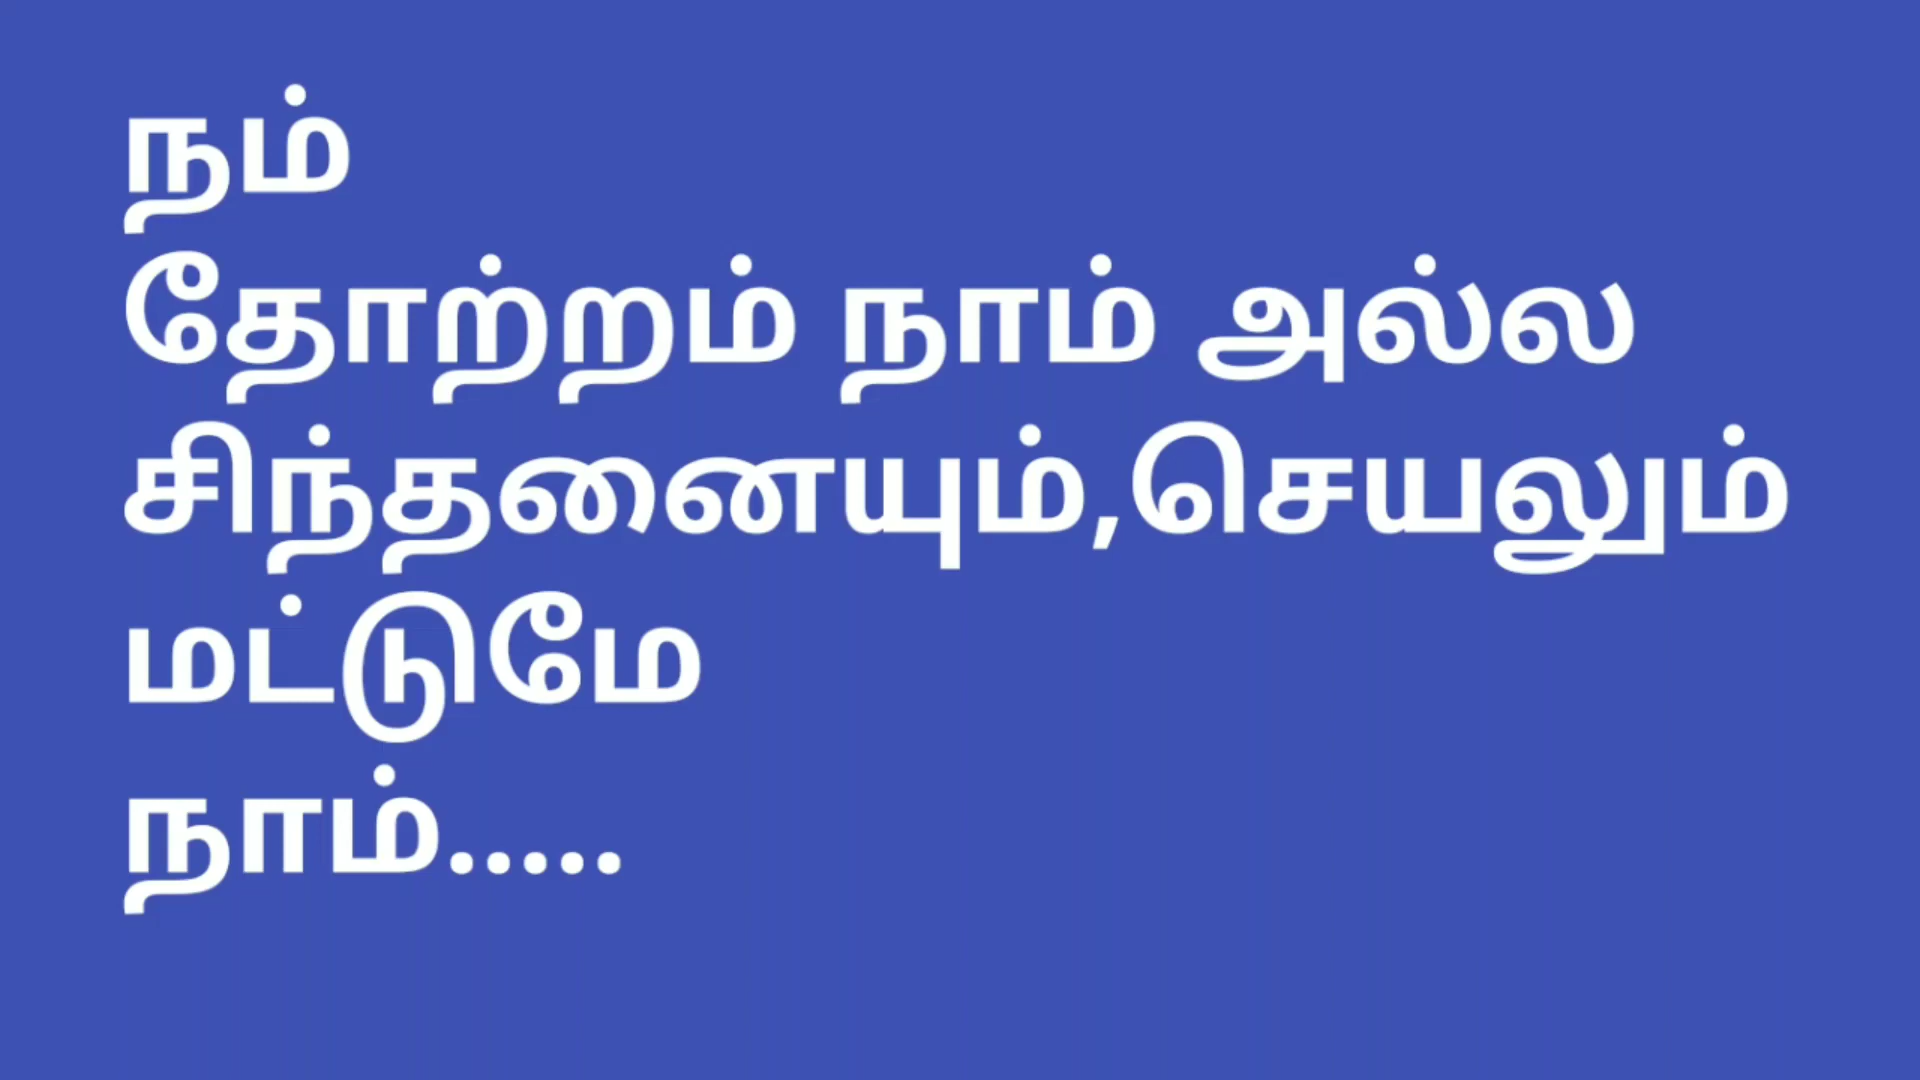 நம்
தோற்றம் நாம் அல்ல
சிந்தனையும்,செயலும்
மட்டுமே
நாம்.....